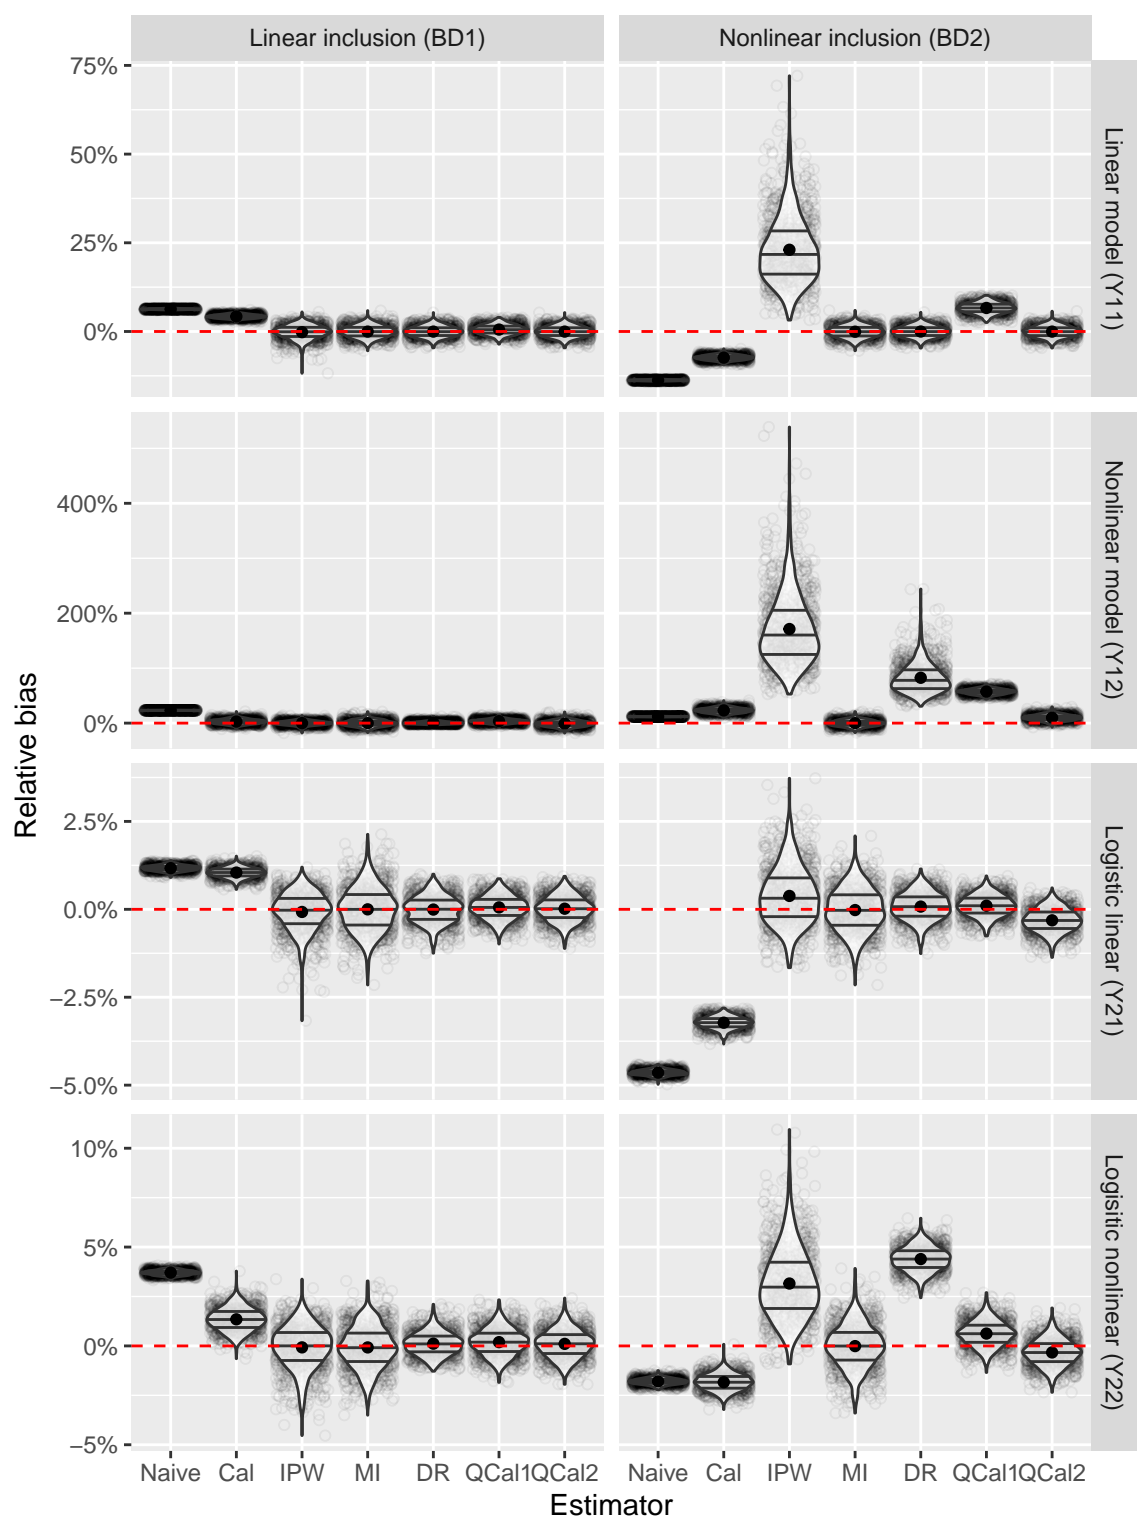 Linear inclusion (BD1)
Nonlinear inclusion (BD2)
75%
50%
25%
0%
Linear model (Y11)
400%
200%
0%
Nonlinear model (Y12)
2.5%
0.0%
−2.5%
−5.0%
Logistic linear (Y21)
10%
5%
0%
−5%
Logisitic nonlinear (Y22)
Relative bias
Naive Cal IPW MI DR QCal1 QCal2
Naive Cal IPW MI DR QCal1 QCal2
Estimator